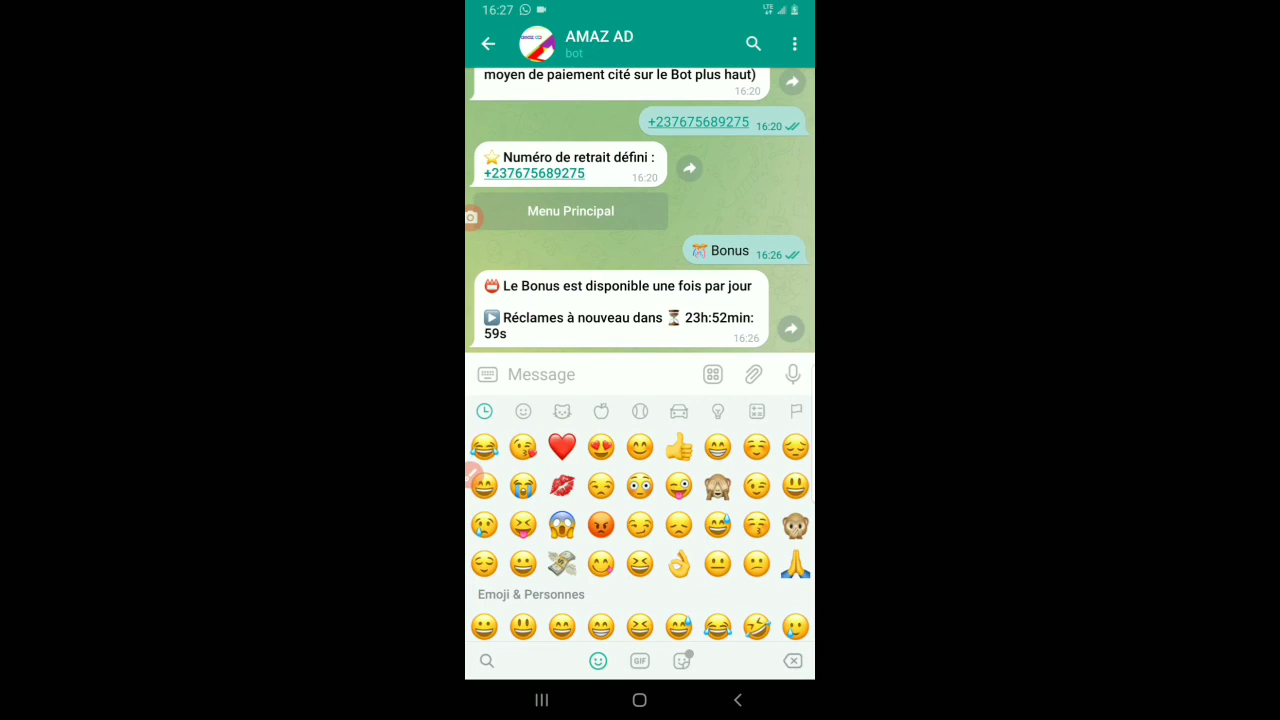 16:27
LTE
AMAZ AD
bot
moyen de paiement cité sur le Bot plus haut)
16:20
+237675689275 16:20
⭐ Numéro de retrait défini :
+237675689275 16:20
Menu Principal
🎊 Bonus 16:26
📛 Le Bonus est disponible une fois par jour
▶️ Réclames à nouveau dans ⏳ 23h:52min:
59s
16:26
Message
Emoji & Personnes
GIF